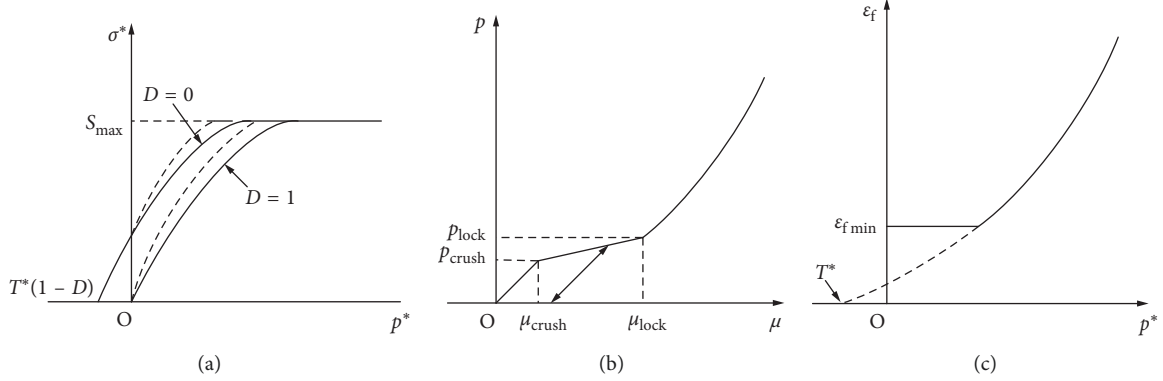 σ*
D = 0
S_max
D = 1
T*(1 – D)
O
p*
(a)
p
p_lock
p_crush
O
μ_crush
μ_lock
μ
(b)
ε_f
ε_f min
T*
O
p*
(c)